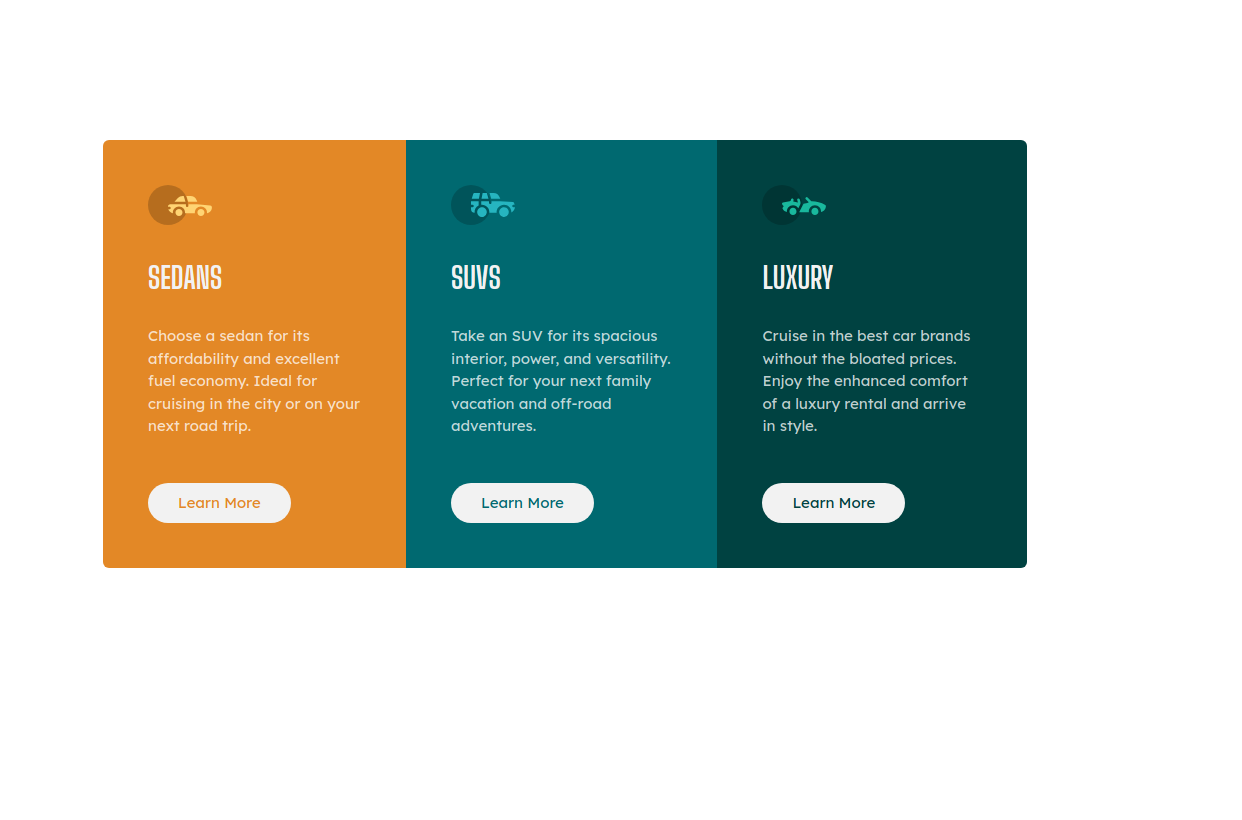 SEDANS
Choose a sedan for its
affordability and excellent
fuel economy. Ideal for
cruising in the city or on your
next road trip.
Learn More
SUVS
Take an SUV for its spacious
interior, power, and versatility.
Perfect for your next family
vacation and off-road
adventures.
Learn More
LUXURY
Cruise in the best car brands
without the bloated prices.
Enjoy the enhanced comfort
of a luxury rental and arrive
in style.
Learn More